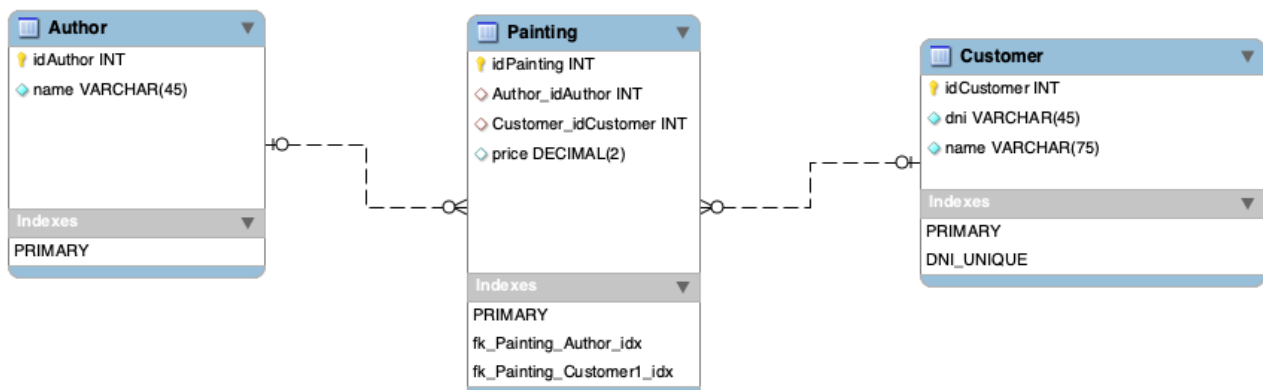 Author
idAuthor INT
name VARCHAR(45)
Indexes
PRIMARY
Painting
idPainting INT
Author_idAuthor INT
Customer_idCustomer INT
price DECIMAL(2)
Indexes
PRIMARY
fk_Painting_Author_idx
fk_Painting_Customer1_idx
Customer
idCustomer INT
dni VARCHAR(45)
name VARCHAR(75)
Indexes
PRIMARY
DNI_UNIQUE